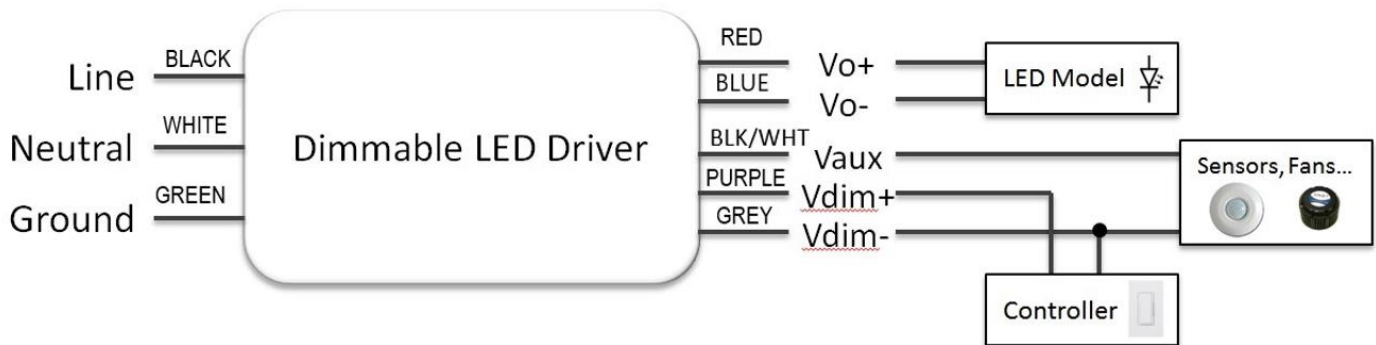 Line
BLACK
Neutral
WHITE
Ground
GREEN
Dimmable LED Driver
RED
Vo+
BLUE
Vo-
BLK/WHT
Vaux
PURPLE
Vdim+
GREY
Vdim-
LED Model
Sensors, Fans...
Controller